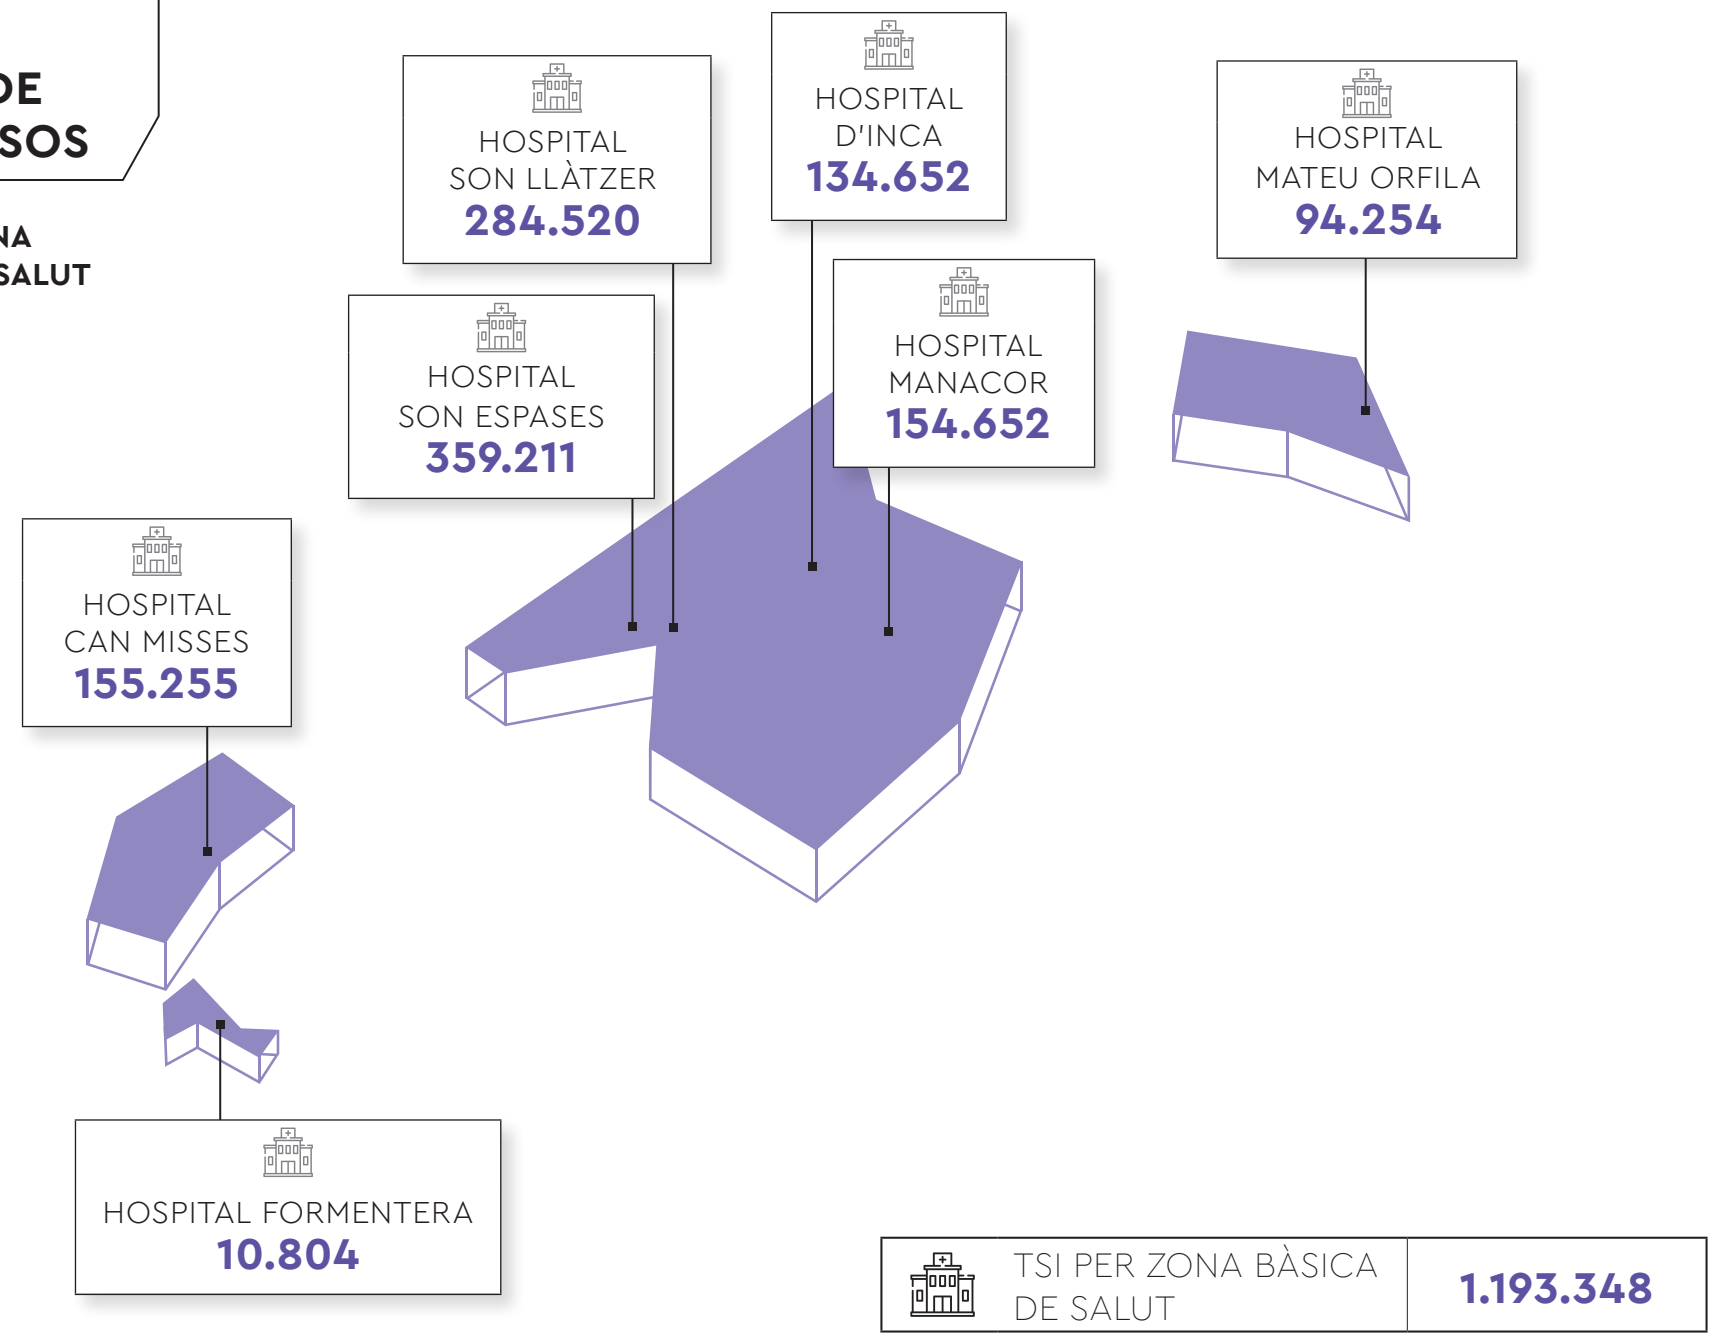 DE
SOS
NA
SALUT
HOSPITAL
SON LLÀTZER
284.520
HOSPITAL
D'INCA
134.652
HOSPITAL
MATEU ORFILA
94.254
HOSPITAL
SON ESPASES
359.211
HOSPITAL
MANACOR
154.652
HOSPITAL
CAN MISSES
155.255
HOSPITAL FORMENTERA
10.804
TSI PER ZONA BÀSICA
DE SALUT
1.193.348